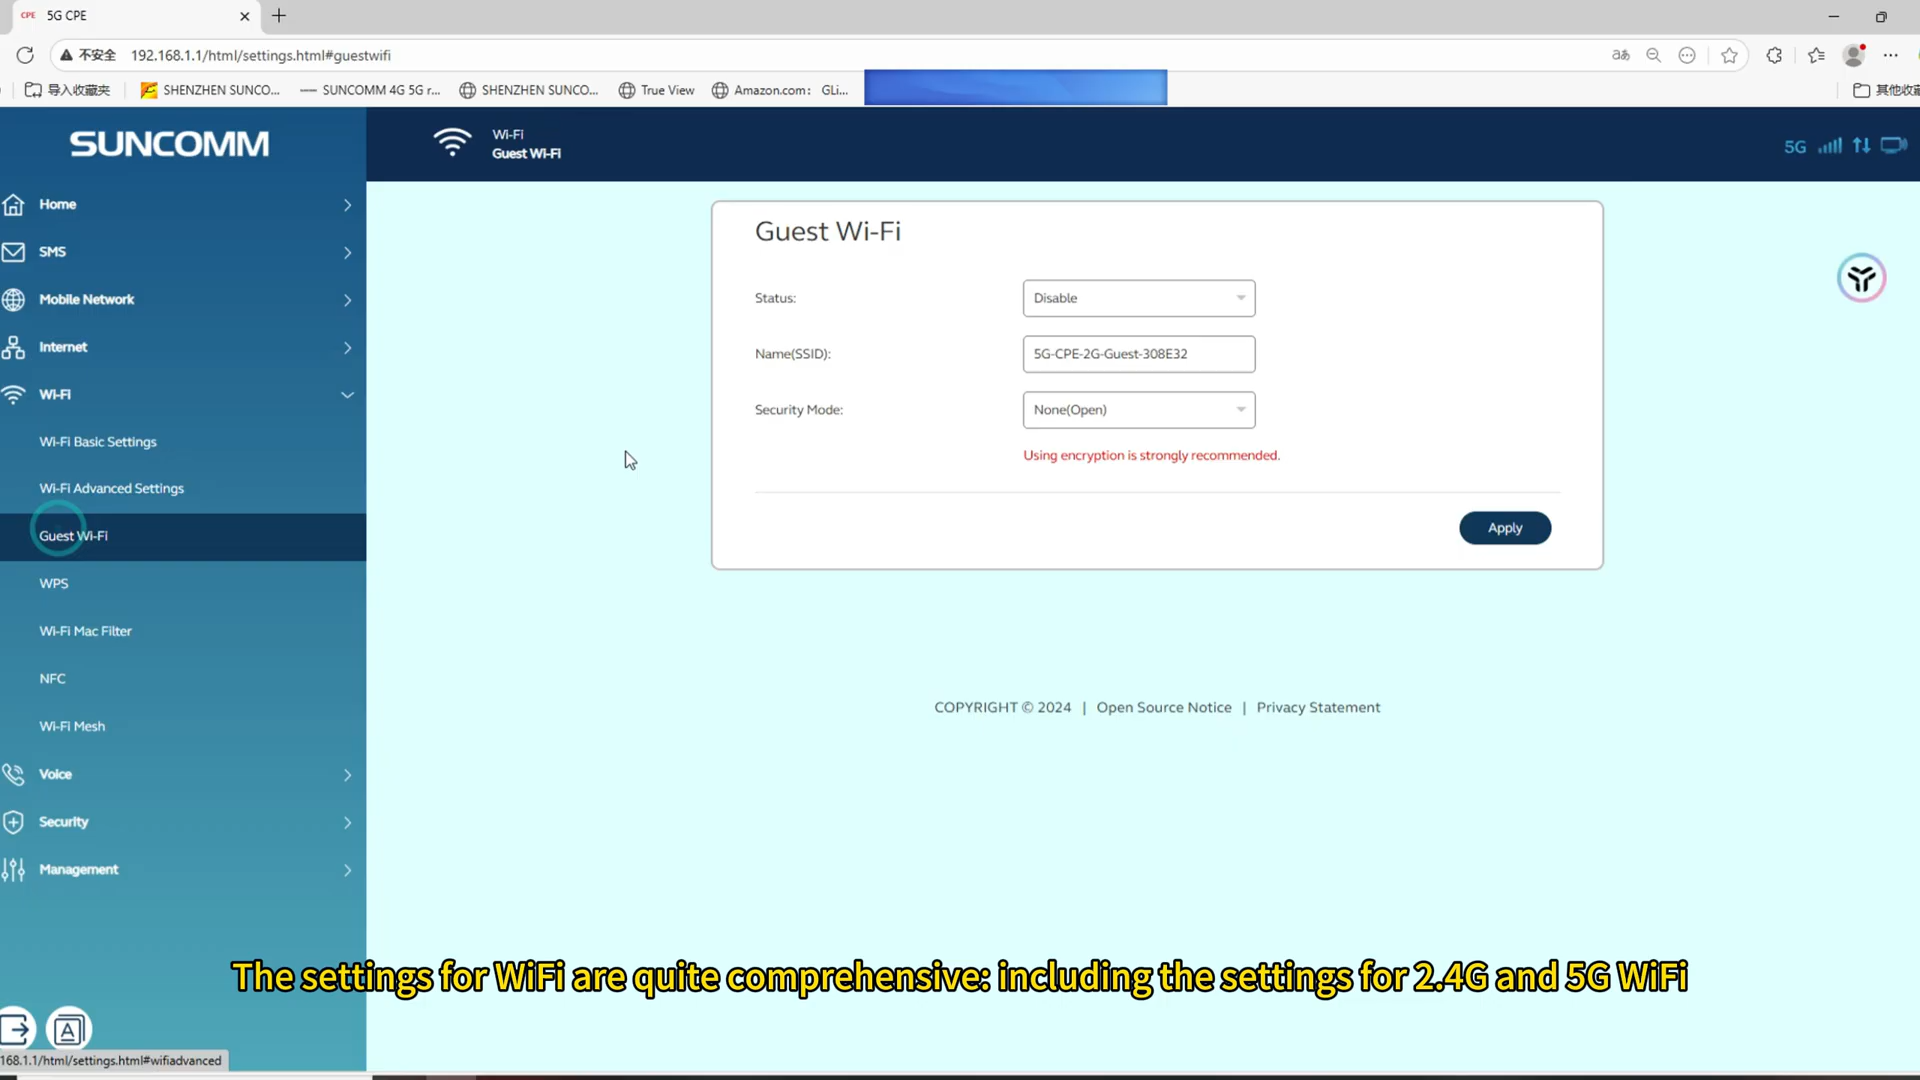 CPE 5G CPE
不安全 192.168.1.1/html/settings.html#guestwifi
导入收藏夹 SHENZHEN SUNCO... SUNCOMM 4G 5G r... SHENZHEN SUNCO... True View Amazon.com: GLi... 其他收藏
SUNCOMM
Wi-Fi
Guest Wi-Fi
5G
Home
SMS
Mobile Network
Internet
Wi-Fi
Wi-Fi Basic Settings
Wi-Fi Advanced Settings
Guest Wi-Fi
WPS
Wi-Fi Mac Filter
NFC
Wi-Fi Mesh
Voice
Security
Management
Guest Wi-Fi
Status: Disable
Name(SSID): 5G-CPE-2G-Guest-308E32
Security Mode: None(Open)
Using encryption is strongly recommended.
Apply
COPYRIGHT © 2024 | Open Source Notice | Privacy Statement
The settings for WiFi are quite comprehensive: including the settings for 2.4G and 5G WiFi
A
168.1.1/html/settings.html#wifiadvanced